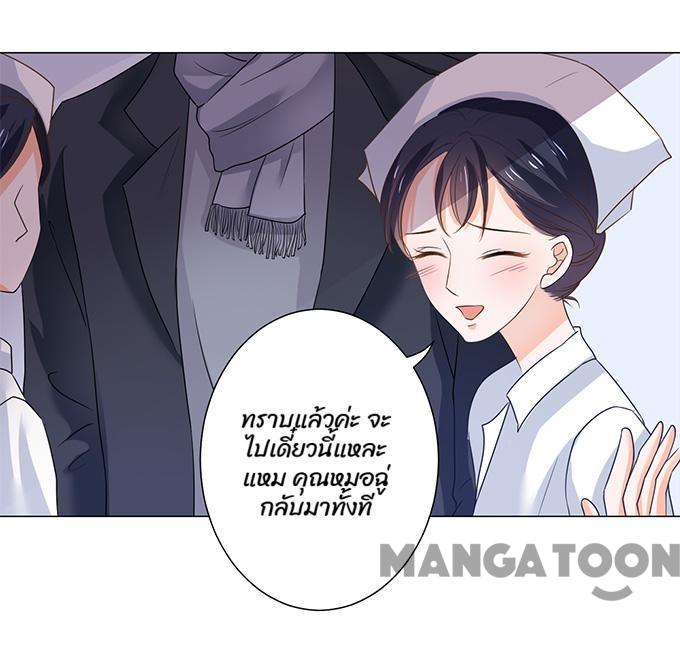 ทราบแล้วค่ะ จะ
ไปเดี๋ยวนี้แหละ
แหม คุณหมอฉู่
กลับมาทั้งที
MANGATOON